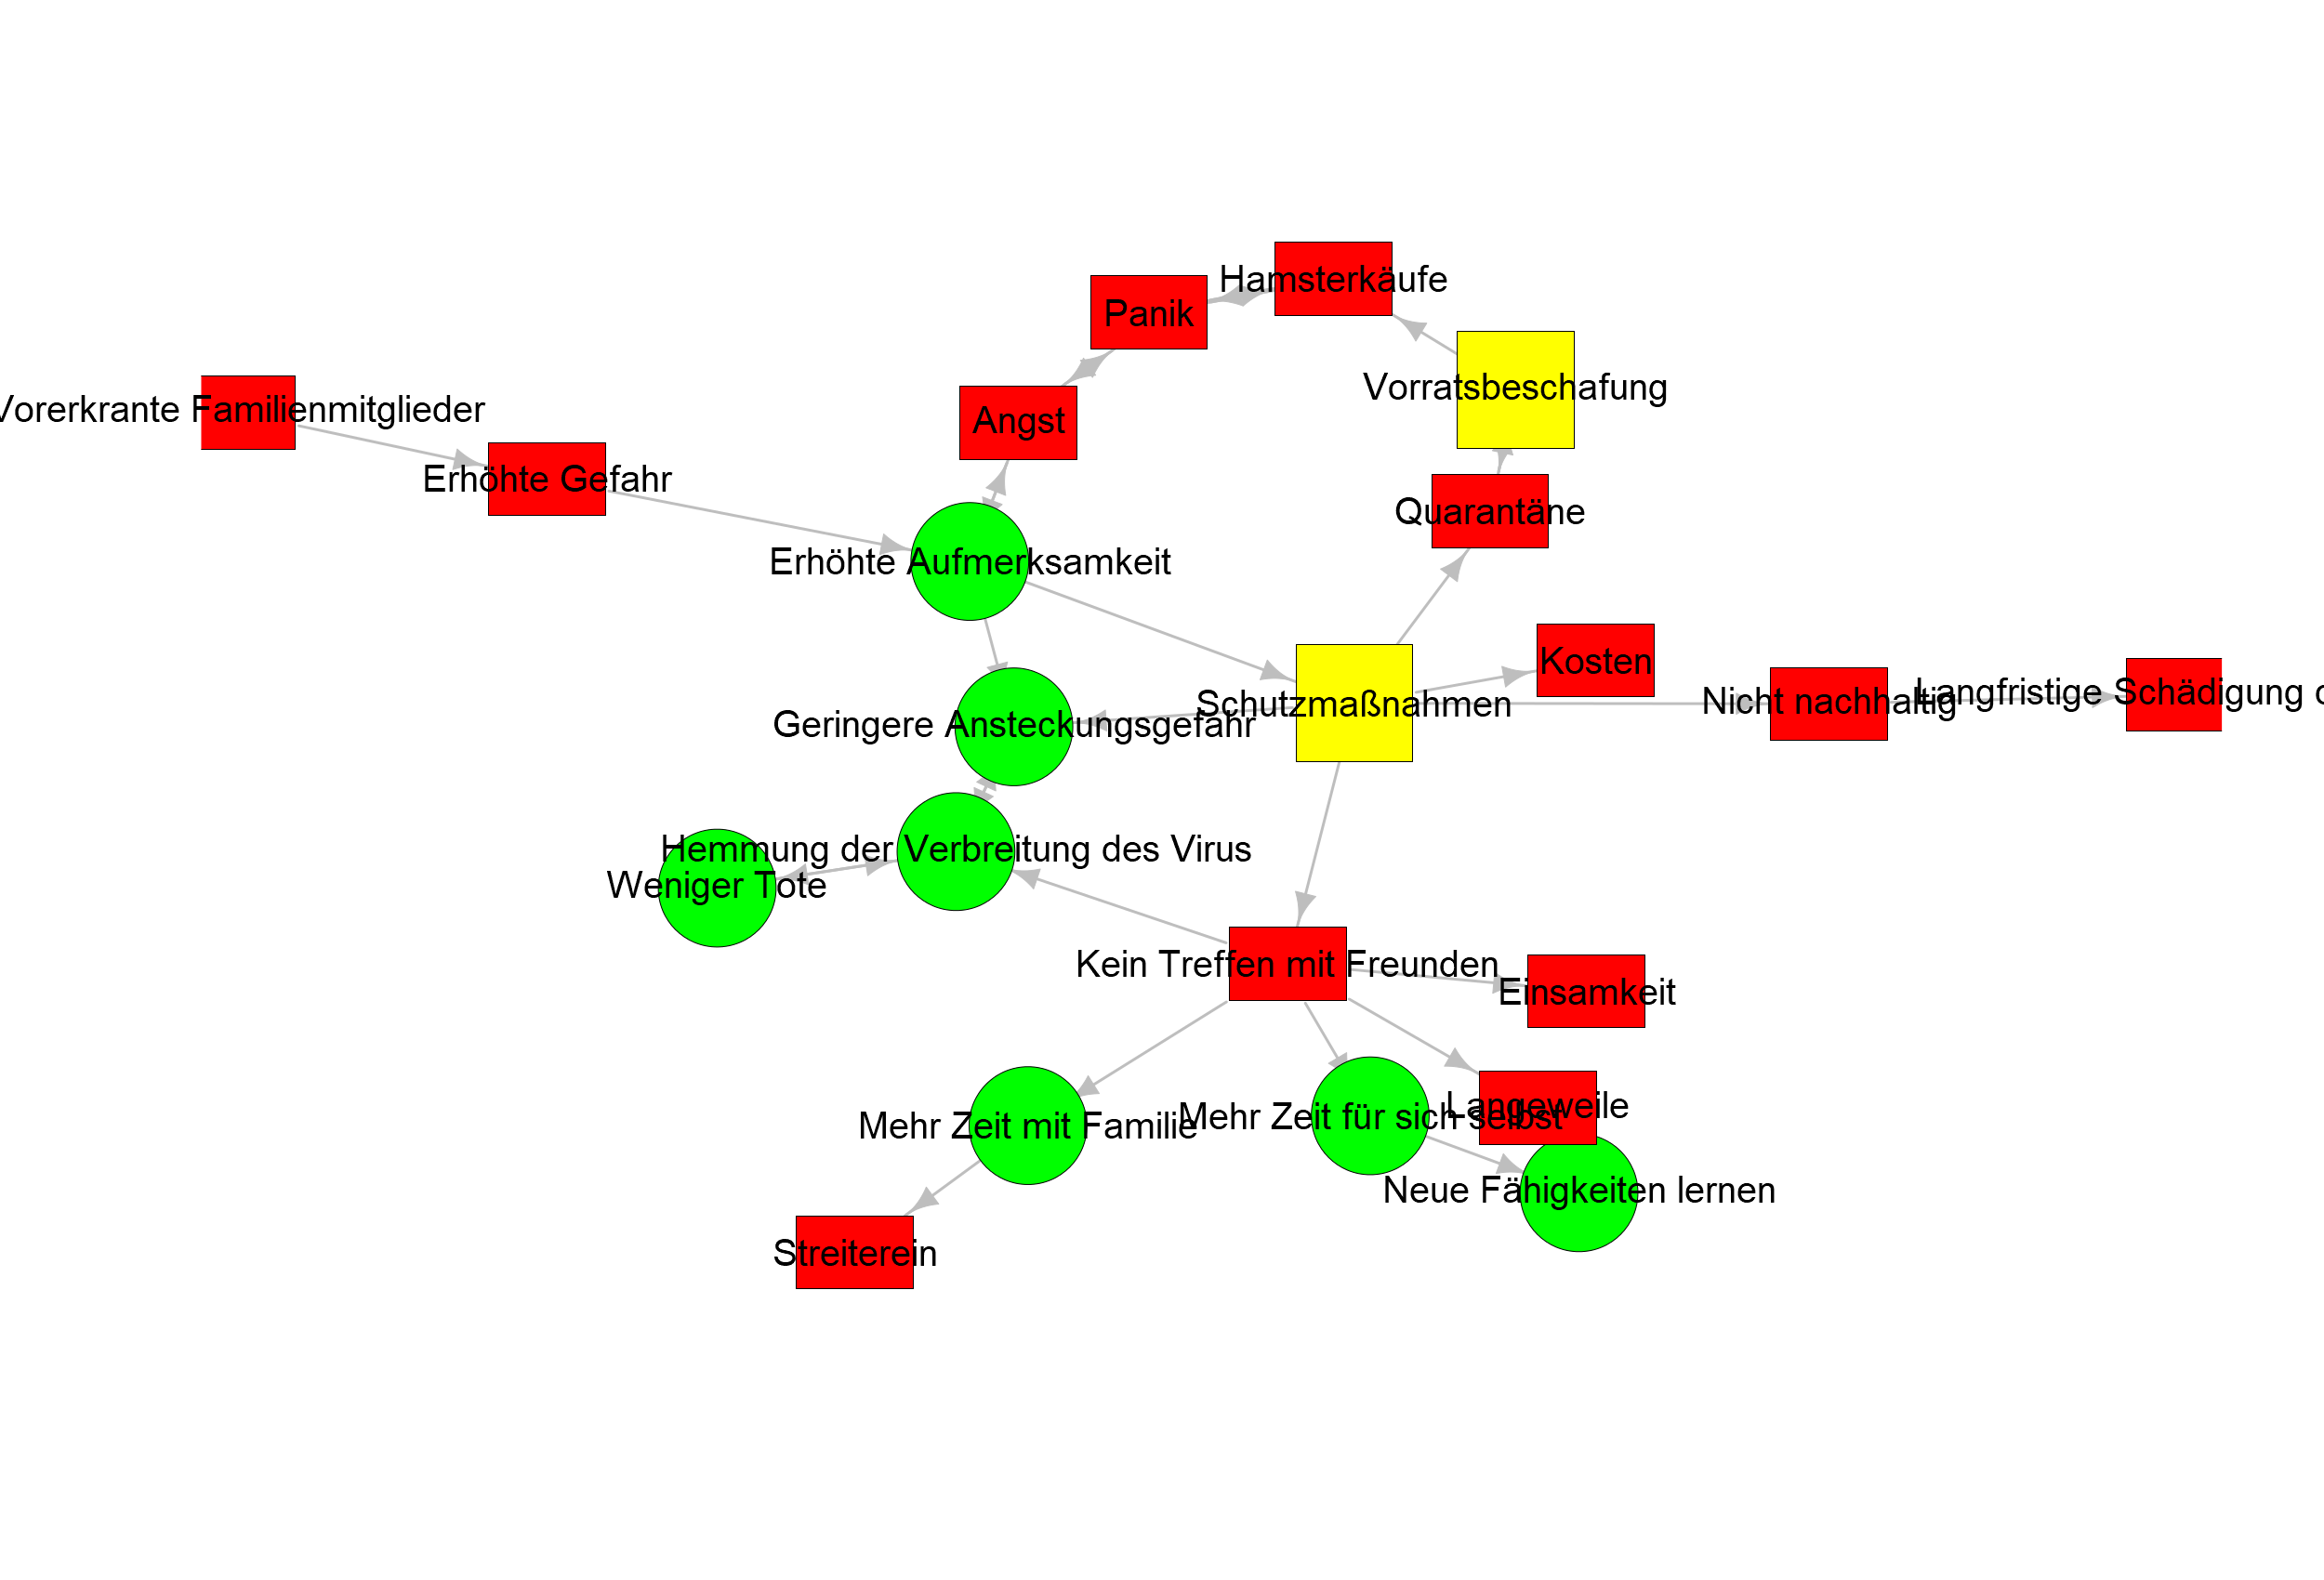 Hamsterkäufe
Panik
Vorratsbeschafung
Vorerkrante Familienmitglieder
Angst
Erhöhte Gefahr
Quarantäne
Erhöhte Aufmerksamkeit
Kosten
Schutzmaßnahmen
Nicht nachhaltig
Langfristige Schädigung
Geringere Ansteckungsgefahr
Hemmung der Verbreitung des Virus
Weniger Tote
Kein Treffen mit Freunden
Einsamkeit
Mehr Zeit mit Familie
Mehr Zeit für sich selbst
Langeweile
Neue Fähigkeiten lernen
Streiterein